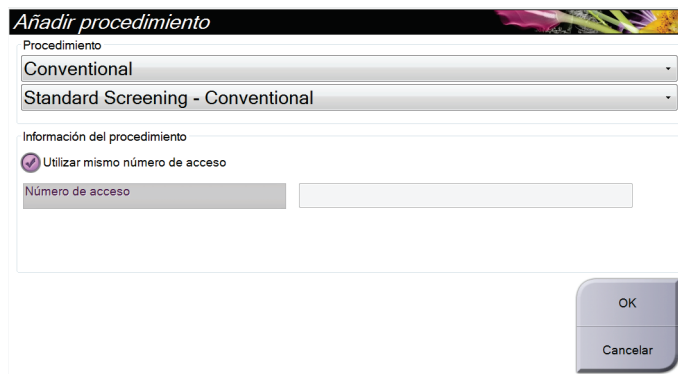 Añadir procedimiento
Procedimiento
Conventional
Standard Screening - Conventional
Información del procedimiento
Utilizar mismo número de acceso
Número de acceso
OK
Cancelar